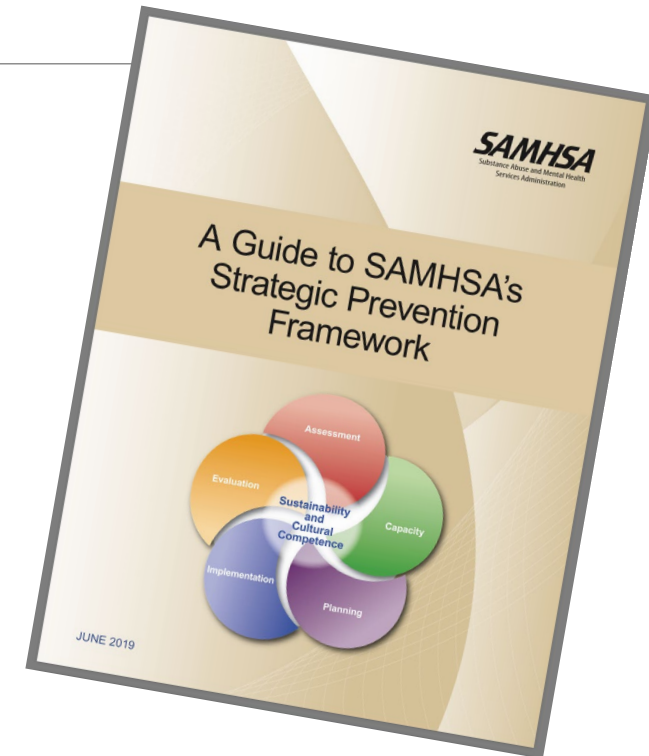 SAMHSA
Substance Abuse and Mental Health
Services Administration
A Guide to SAMHSA's
Strategic Prevention
Framework
Assessment
Evaluation
Sustainability
and
Cultural
Competence
Capacity
Implementation
Planning
JUNE 2019